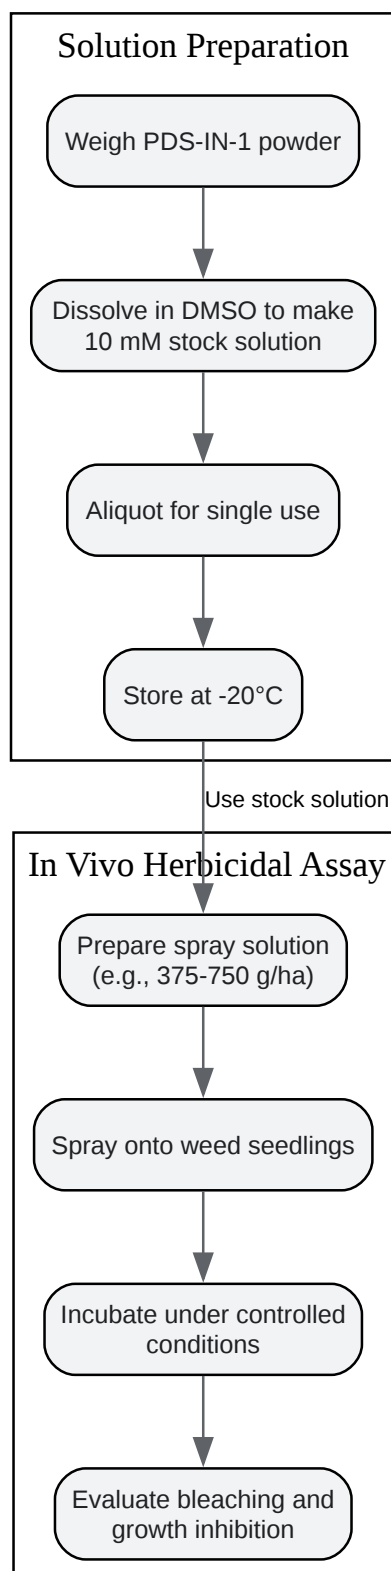 Solution Preparation
Weigh PDS-IN-1 powder
Dissolve in DMSO to make
10 mM stock solution
Aliquot for single use
Store at -20°C
Use stock solution
In Vivo Herbicidal Assay
Prepare spray solution
(e.g., 375-750 g/ha)
Spray onto weed seedlings
Incubate under controlled
conditions
Evaluate bleaching and
growth inhibition